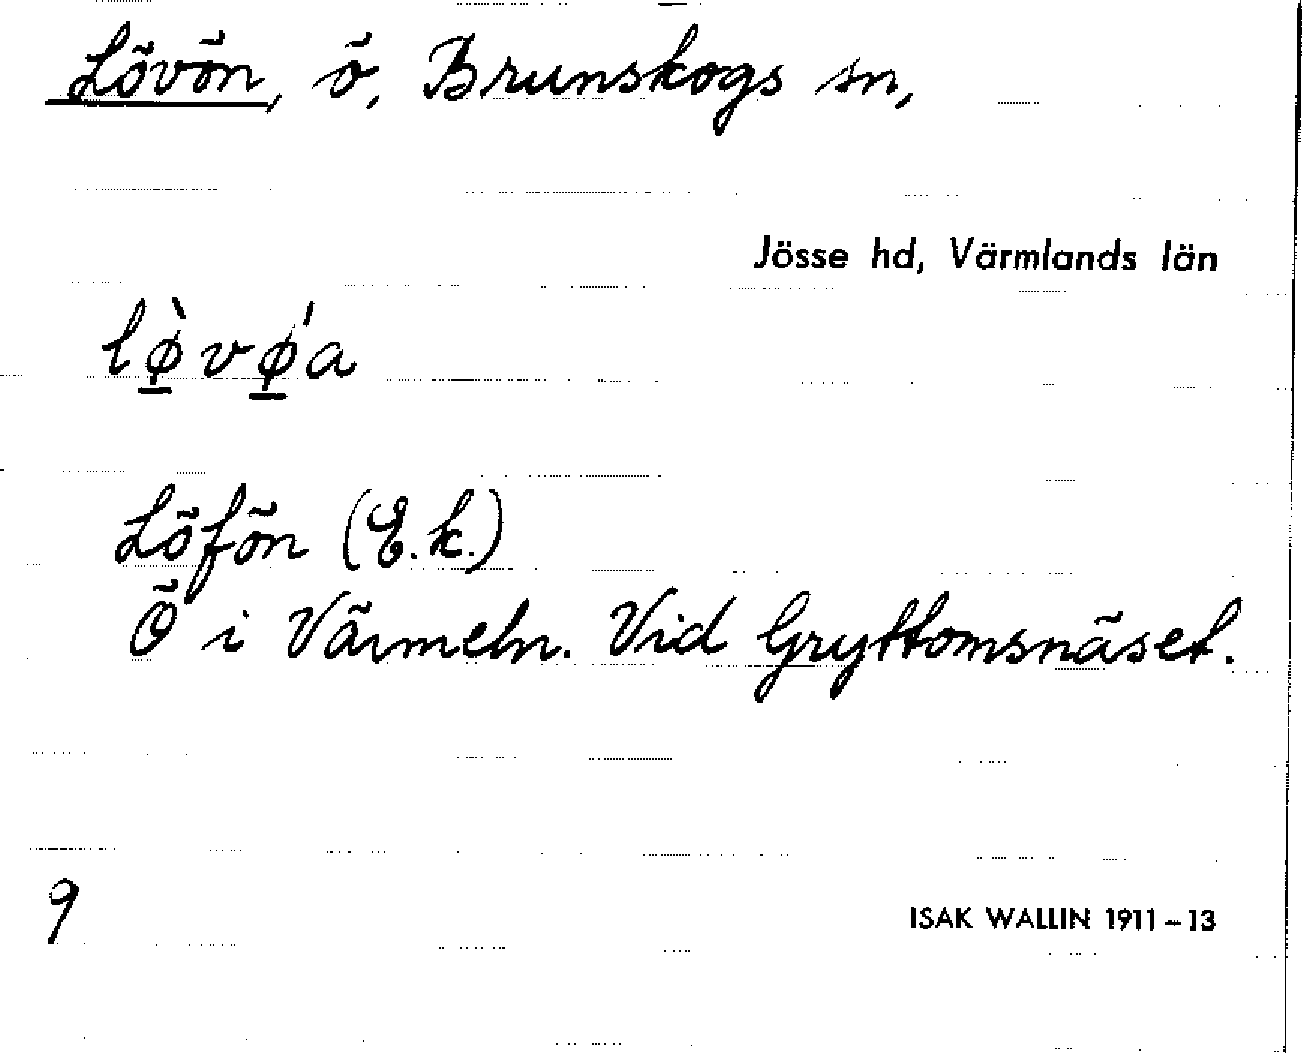 Lövön, ö, Brunskogs sn,
Jösse hd, Värmlands län
lø̲̀vǿ̲a
Löfön (E.k.)
Ö i Värmeln. Vid Gryttomsnäset.
9
ISAK WALLIN 1911–13